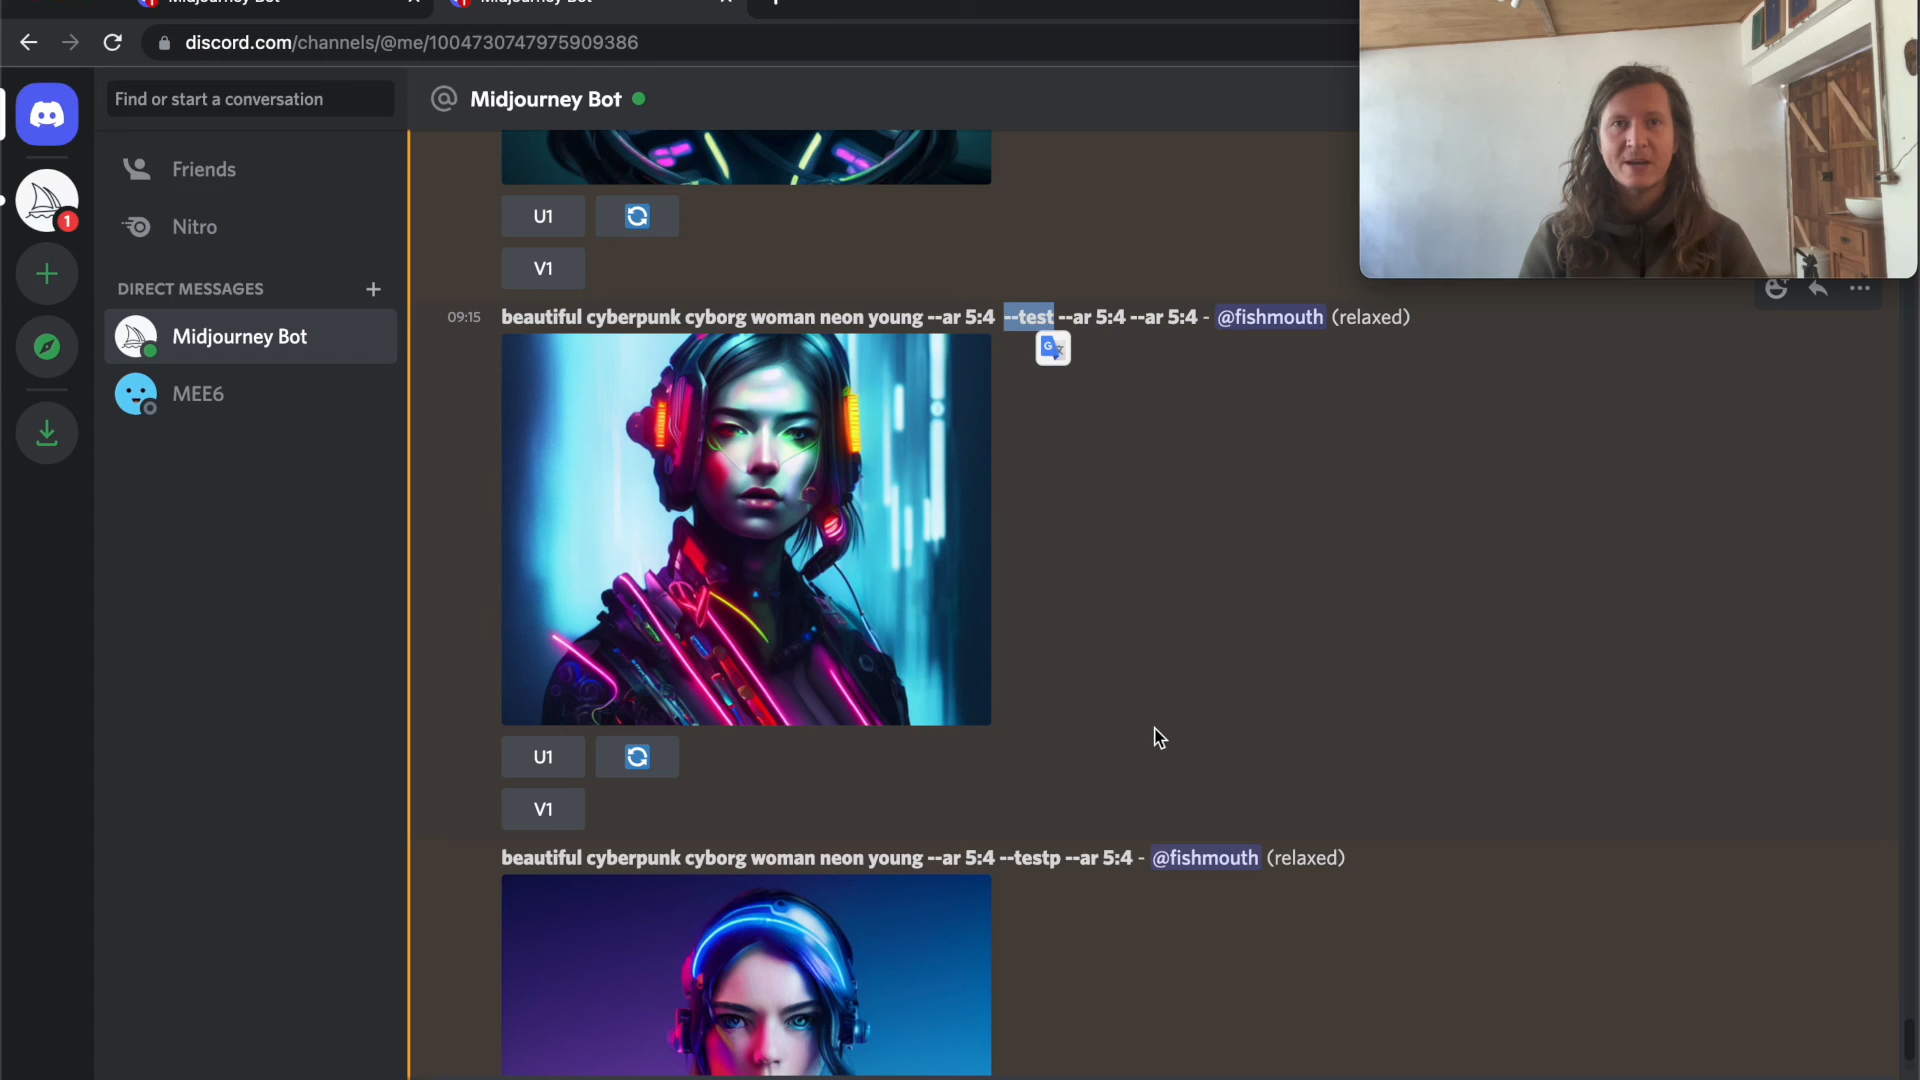 discord.com/channels/@me/1004730747975909386
Find or start a conversation
Midjourney Bot
Friends
Nitro
1
DIRECT MESSAGES
Midjourney Bot
MEE6
U1
V1
09:15 beautiful cyberpunk cyborg woman neon young --ar 5:4 --test --ar 5:4 --ar 5:4 - @fishmouth (relaxed)
U1
V1
beautiful cyberpunk cyborg woman neon young --ar 5:4 --testp --ar 5:4 - @fishmouth (relaxed)